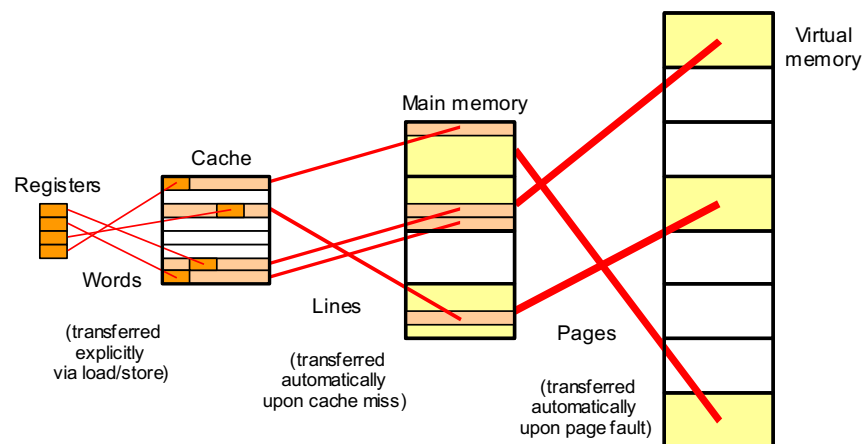 Virtual
memory
Main memory
Cache
Registers
Words
Lines
Pages
(transferred
explicitly
via load/store)
(transferred
automatically
upon cache miss)
(transferred
automatically
upon page fault)